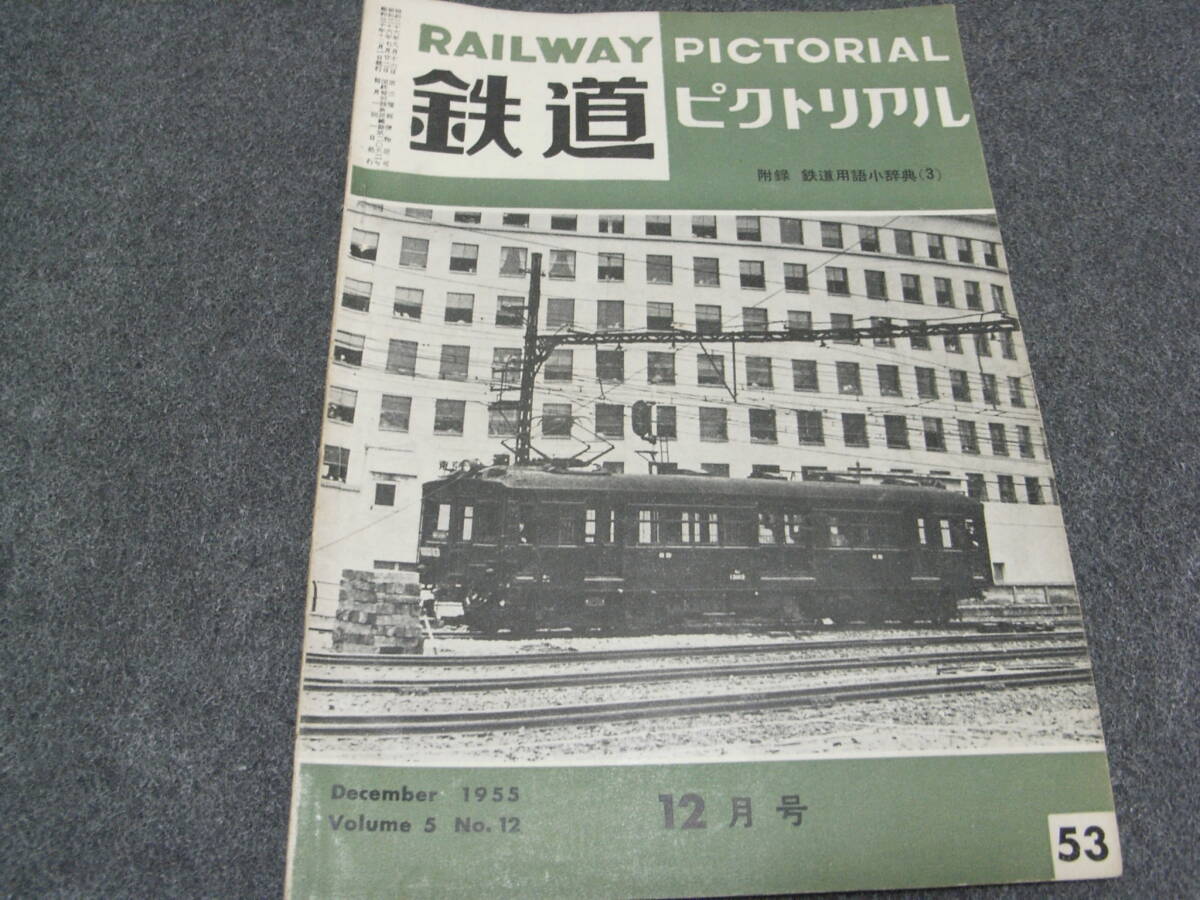 RAILWAY PICTORIAL
鉄道 ピクトリアル
附録 鉄道用語小辞典(3)
December 1955
Volume 5 No. 12
12月号
53